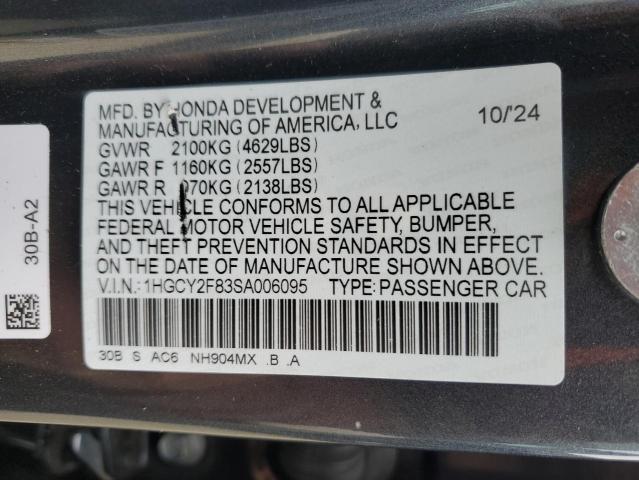 MFD. BY HONDA DEVELOPMENT &
MANUFACTURING OF AMERICA, LLC
10/'24
GVWR 2100KG (4629LBS)
GAWR F 1160KG (2557LBS)
GAWR R 970KG (2138LBS)
THIS VEHICLE CONFORMS TO ALL APPLICABLE
FEDERAL MOTOR VEHICLE SAFETY, BUMPER,
AND THEFT PREVENTION STANDARDS IN EFFECT
ON THE DATE OF MANUFACTURE SHOWN ABOVE.
V.I.N.: 1HGCY2F83SA006095 TYPE: PASSENGER CAR
30B S AC6 NH904MX .B .A
30B-A2